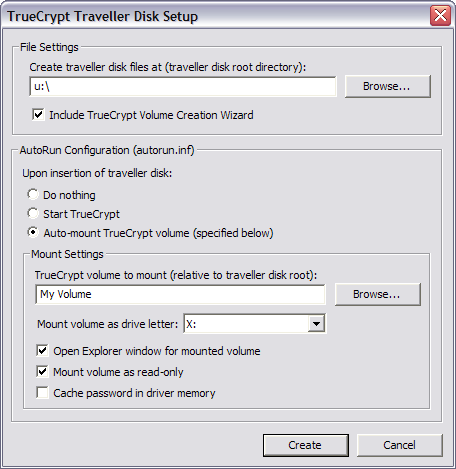 TrueCrypt Traveller Disk Setup
File Settings
Create traveller disk files at (traveller disk root directory):
u:\
Browse...
Include TrueCrypt Volume Creation Wizard
AutoRun Configuration (autorun.inf)
Upon insertion of traveller disk:
Do nothing
Start TrueCrypt
Auto-mount TrueCrypt volume (specified below)
Mount Settings
TrueCrypt volume to mount (relative to traveller disk root):
My Volume
Browse...
Mount volume as drive letter:
X:
Open Explorer window for mounted volume
Mount volume as read-only
Cache password in driver memory
Create
Cancel